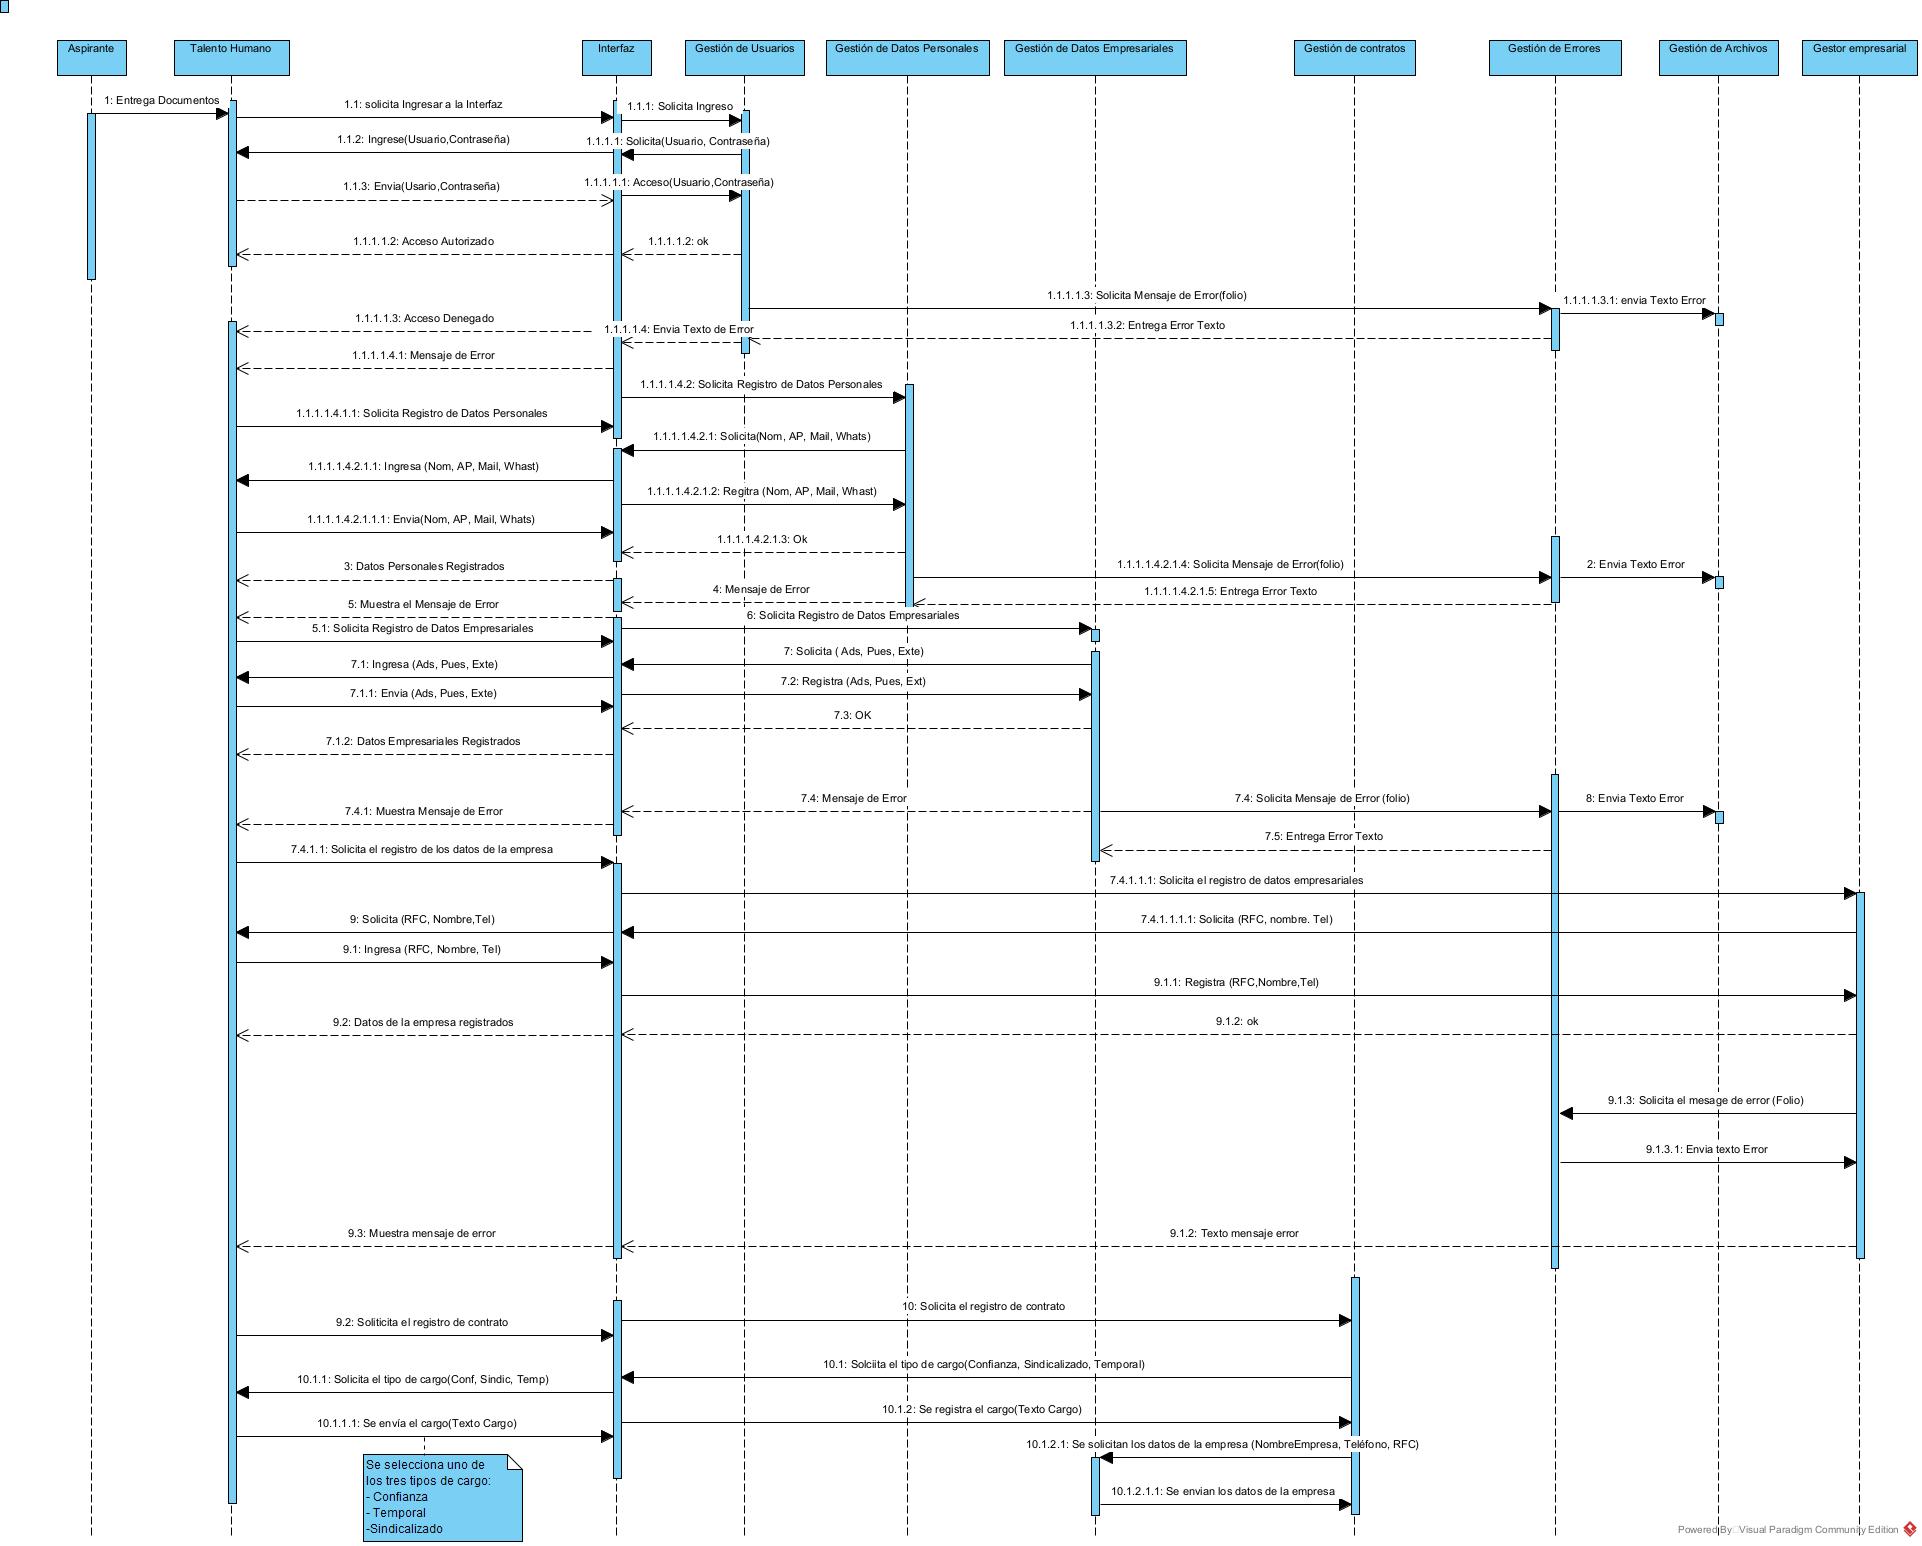 Aspirante
Talento Humano
Interfaz
Gestión de Usuarios
Gestión de Datos Personales
Gestión de Datos Empresariales
Gestión de contratos
Gestión de Errores
Gestión de Archivos
Gestor empresarial
1: Entrega Documentos
1.1: solicita Ingresar a la Interfaz
1.1.1: Solicita Ingreso
1.1.2: Ingrese(Usuario,Contraseña)
1.1.1.1: Solicita(Usuario, Contraseña)
1.1.3: Envia(Usario,Contraseña)
1.1.1.1.1: Acceso(Usuario,Contraseña)
1.1.1.1.2: Acceso Autorizado
1.1.1.1.2: ok
1.1.1.1.3: Solicita Mensaje de Error(folio)
1.1.1.1.3.1: envia Texto Error
1.1.1.1.3: Acceso Denegado
1.1.1.1.4: Envia Texto de Error
1.1.1.1.3.2: Entrega Error Texto
1.1.1.1.4.1: Mensaje de Error
1.1.1.1.4.2: Solicita Registro de Datos Personales
1.1.1.1.4.1.1: Solicita Registro de Datos Personales
1.1.1.1.4.2.1: Solicita(Nom, AP, Mail, Whats)
1.1.1.1.4.2.1.1: Ingresa (Nom, AP, Mail, Whast)
1.1.1.1.4.2.1.2: Regitra (Nom, AP, Mail, Whast)
1.1.1.1.4.2.1.1.1: Envia(Nom, AP, Mail, Whats)
1.1.1.1.4.2.1.3: Ok
3: Datos Personales Registrados
1.1.1.1.4.2.1.4: Solicita Mensaje de Error(folio)
2: Envia Texto Error
4: Mensaje de Error
1.1.1.1.4.2.1.5: Entrega Error Texto
5: Muestra el Mensaje de Error
6: Solicita Registro de Datos Empresariales
5.1: Solicita Registro de Datos Empresariales
7: Solicita ( Ads, Pues, Exte)
7.1: Ingresa (Ads, Pues, Exte)
7.2: Registra (Ads, Pues, Ext)
7.1.1: Envia (Ads, Pues, Exte)
7.3: OK
7.1.2: Datos Empresariales Registrados
7.4: Mensaje de Error
7.4: Solicita Mensaje de Error (folio)
8: Envia Texto Error
7.4.1: Muestra Mensaje de Error
7.5: Entrega Error Texto
7.4.1.1: Solicita el registro de los datos de la empresa
7.4.1.1.1: Solicita el registro de datos empresariales
9: Solicita (RFC, Nombre,Tel)
7.4.1.1.1.1: Solicita (RFC, nombre. Tel)
9.1: Ingresa (RFC, Nombre, Tel)
9.1.1: Registra (RFC,Nombre,Tel)
9.2: Datos de la empresa registrados
9.1.2: ok
9.1.3: Solicita el mesage de error (Folio)
9.1.3.1: Envia texto Error
9.3: Muestra mensaje de error
9.1.2: Texto mensaje error
10: Solicita el registro de contrato
9.2: Soliticita el registro de contrato
10.1: Solciita el tipo de cargo(Confianza, Sindicalizado, Temporal)
10.1.1: Solicita el tipo de cargo(Conf, Sindic, Temp)
10.1.2: Se registra el cargo(Texto Cargo)
10.1.1.1: Se envía el cargo(Texto Cargo)
10.1.2.1: Se solicitan los datos de la empresa (NombreEmpresa, Teléfono, RFC)
Se selecciona uno de
los tres tipos de cargo:
- Confianza
- Temporal
-Sindicalizado
10.1.2.1.1: Se envian los datos de la empresa
Powered By Visual Paradigm Community Edition